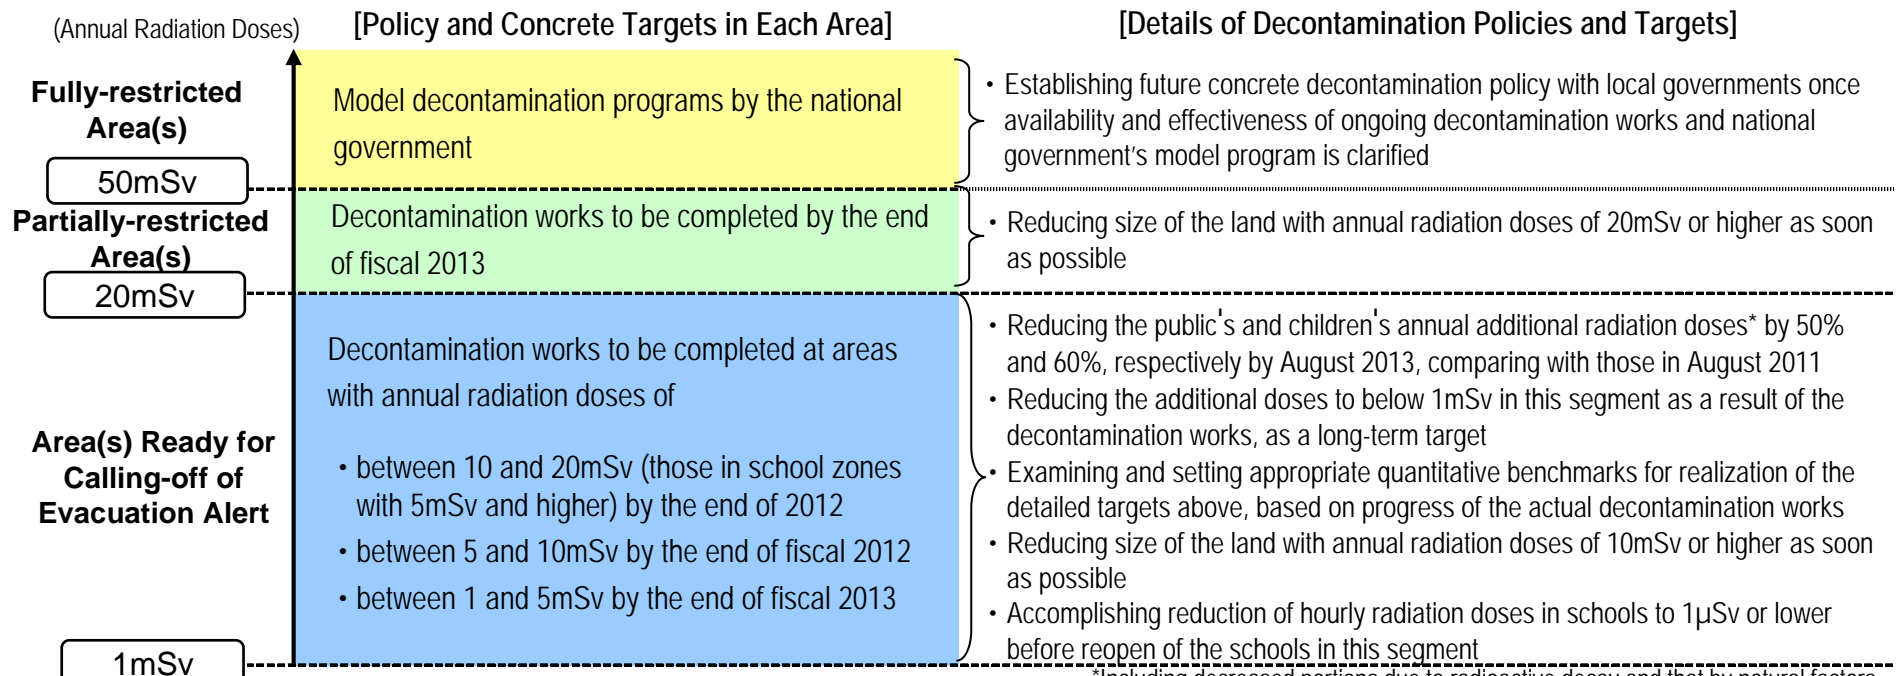 (Annual Radiation Doses)
[Policy and Concrete Targets in Each Area]
[Details of Decontamination Policies and Targets]
Fully-restricted
Area(s)
Model decontamination programs by the national
government
・Establishing future concrete decontamination policy with local governments once
availability and effectiveness of ongoing decontamination works and national
government's model program is clarified
50mSv
Partially-restricted
Area(s)
Decontamination works to be completed by the end
of fiscal 2013
・Reducing size of the land with annual radiation doses of 20mSv or higher as soon
as possible
20mSv
Area(s) Ready for
Calling-off of
Evacuation Alert
Decontamination works to be completed at areas
with annual radiation doses of
・between 10 and 20mSv (those in school zones
with 5mSv and higher) by the end of 2012
・between 5 and 10mSv by the end of fiscal 2012
・between 1 and 5mSv by the end of fiscal 2013
・Reducing the public's and children's annual additional radiation doses* by 50%
and 60%, respectively by August 2013, comparing with those in August 2011
・Reducing the additional doses to below 1mSv in this segment as a result of the
decontamination works, as a long-term target
・Examining and setting appropriate quantitative benchmarks for realization of the
detailed targets above, based on progress of the actual decontamination works
・Reducing size of the land with annual radiation doses of 10mSv or higher as soon
as possible
・Accomplishing reduction of hourly radiation doses in schools to 1μSv or lower
before reopen of the schools in this segment
1mSv
*Including decreased portions due to radioactive decay and that by natural factors